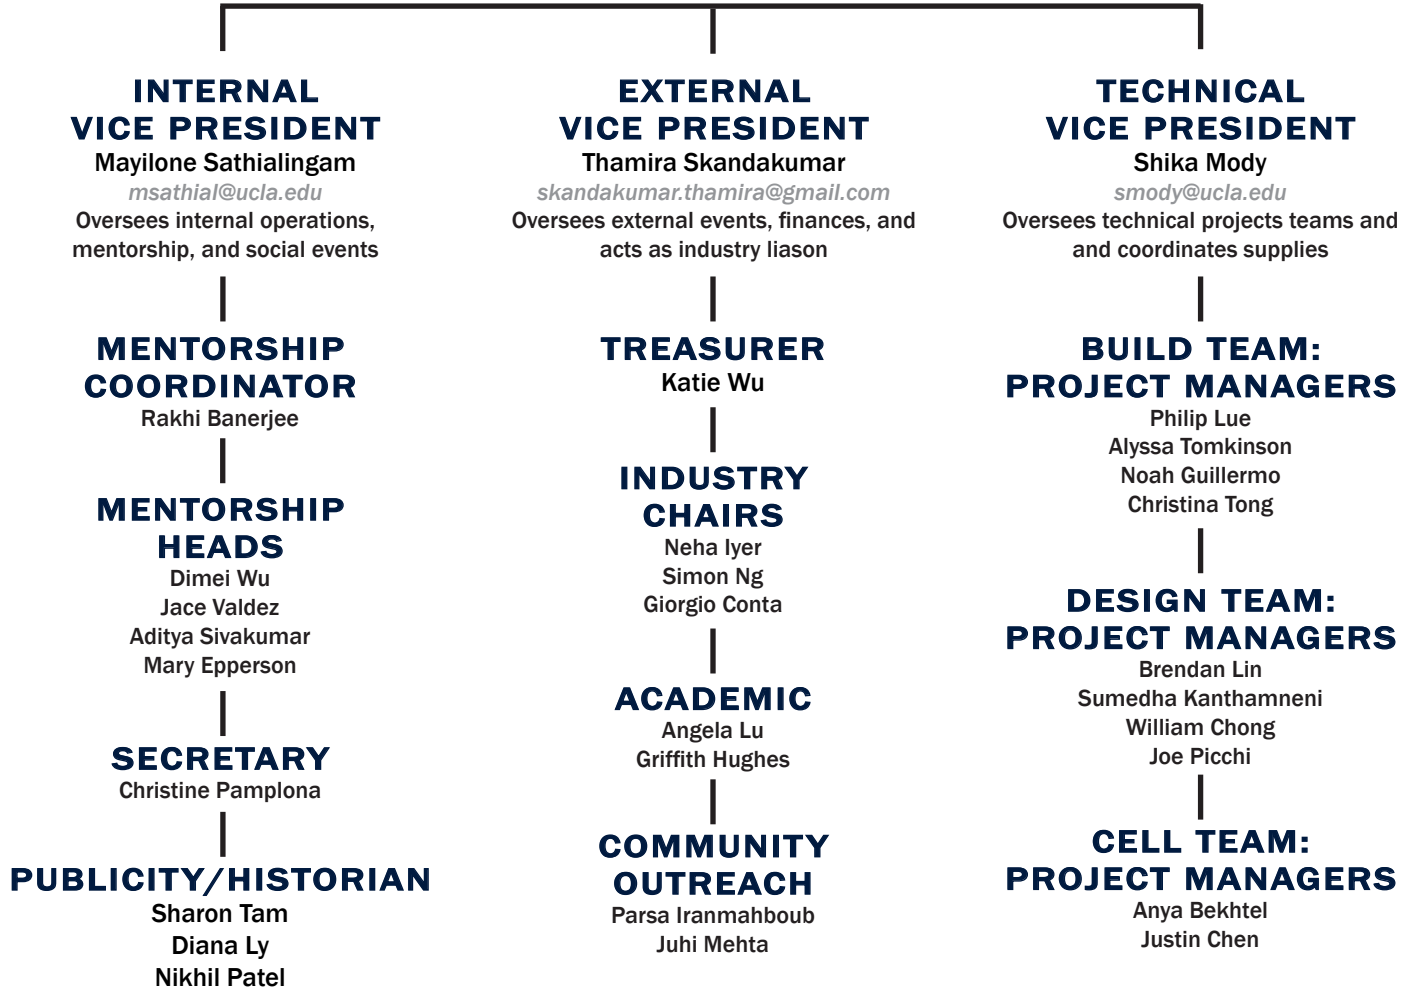 INTERNAL
VICE PRESIDENT
Mayilone Sathialingam
msathial@ucla.edu
Oversees internal operations,
mentorship, and social events
MENTORSHIP
COORDINATOR
Rakhi Banerjee
MENTORSHIP
HEADS
Dimei Wu
Jace Valdez
Aditya Sivakumar
Mary Epperson
SECRETARY
Christine Pamplona
PUBLICITY/HISTORIAN
Sharon Tam
Diana Ly
Nikhil Patel
EXTERNAL
VICE PRESIDENT
Thamira Skandakumar
skandakumar.thamira@gmail.com
Oversees external events, finances, and
acts as industry liason
TREASURER
Katie Wu
INDUSTRY
CHAIRS
Neha Iyer
Simon Ng
Giorgio Conta
ACADEMIC
Angela Lu
Griffith Hughes
COMMUNITY
OUTREACH
Parsa Iranmahboub
Juhi Mehta
TECHNICAL
VICE PRESIDENT
Shika Mody
smody@ucla.edu
Oversees technical projects teams and
and coordinates supplies
BUILD TEAM:
PROJECT MANAGERS
Philip Lue
Alyssa Tomkinson
Noah Guillermo
Christina Tong
DESIGN TEAM:
PROJECT MANAGERS
Brendan Lin
Sumedha Kanthamneni
William Chong
Joe Picchi
CELL TEAM:
PROJECT MANAGERS
Anya Bekhtel
Justin Chen